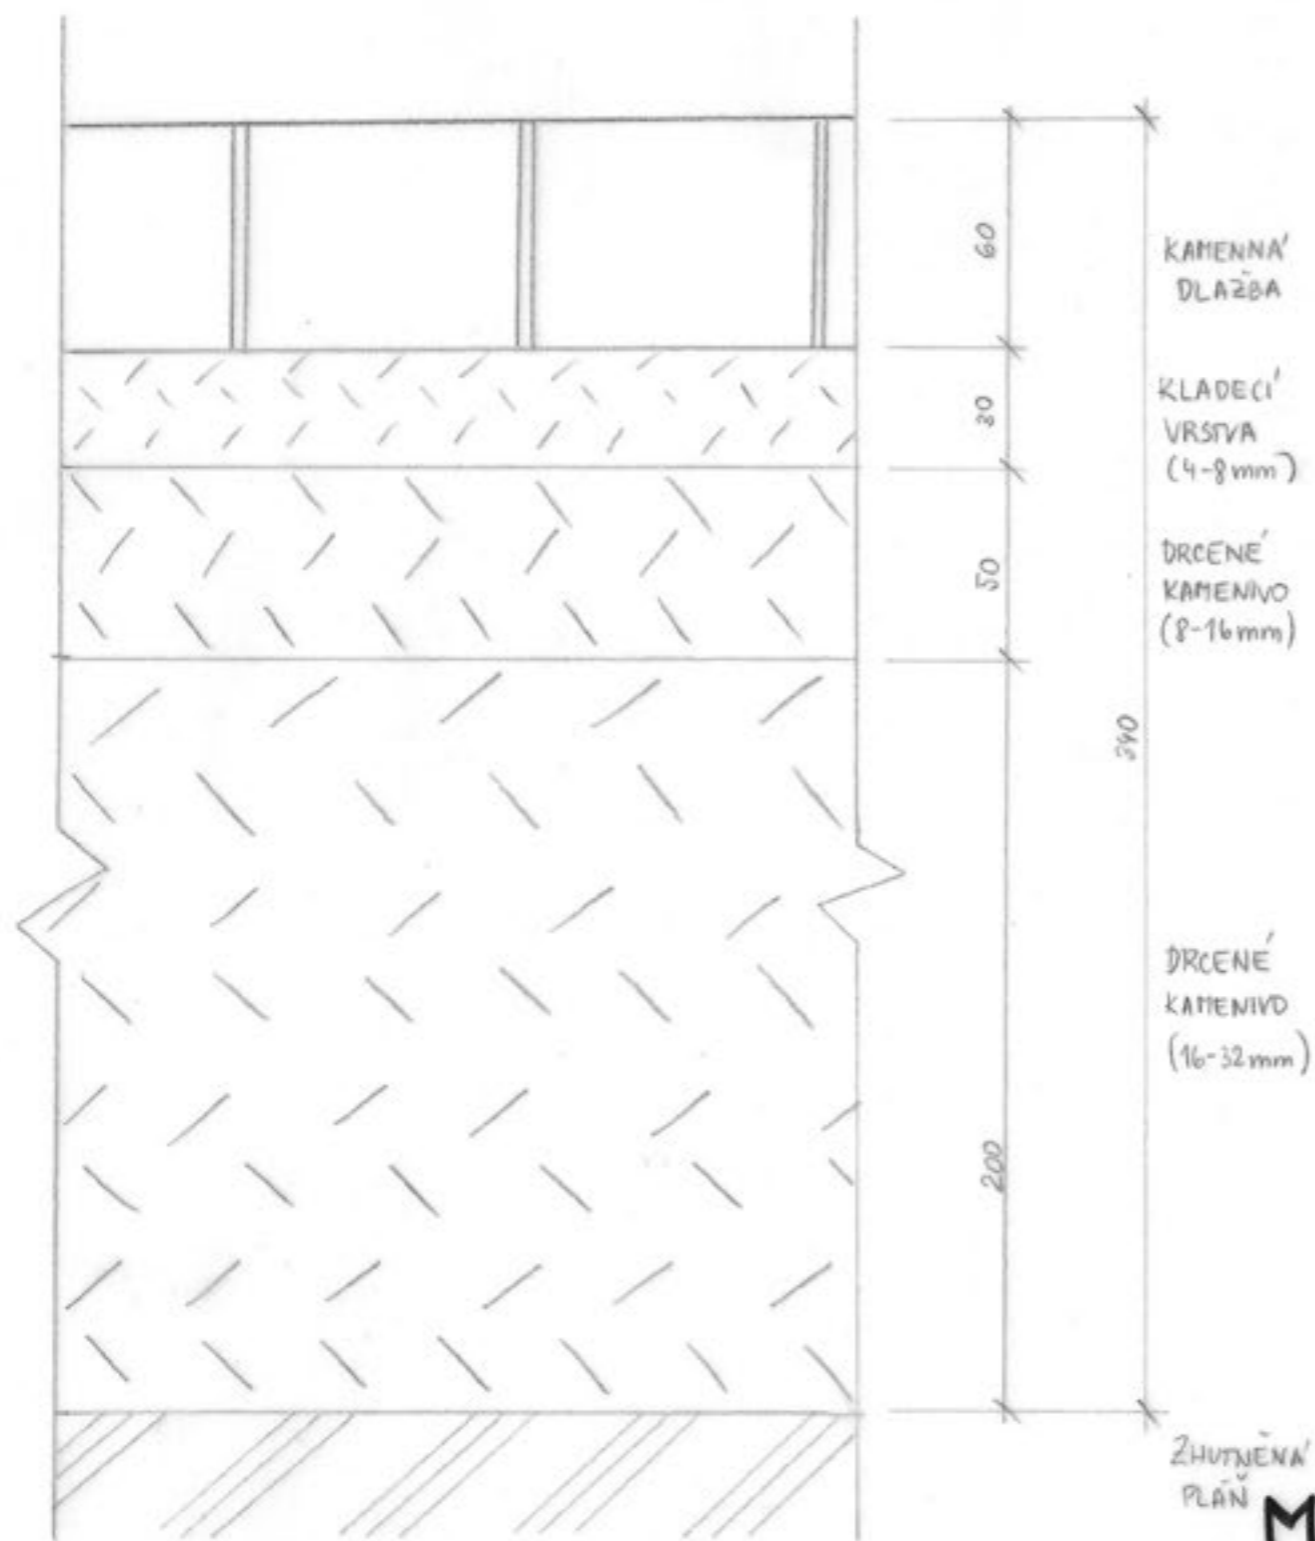 60
KAMENNÁ
DLAŽBA
30
KLADECÍ
VRSTVA
(4-8mm)
50
DRCENÉ
KAMENIVO
(8-16mm)
340
DRCENÉ
KAMENIVO
(16-32mm)
200
ZHUTNĚNÁ
PLÁŇ
M